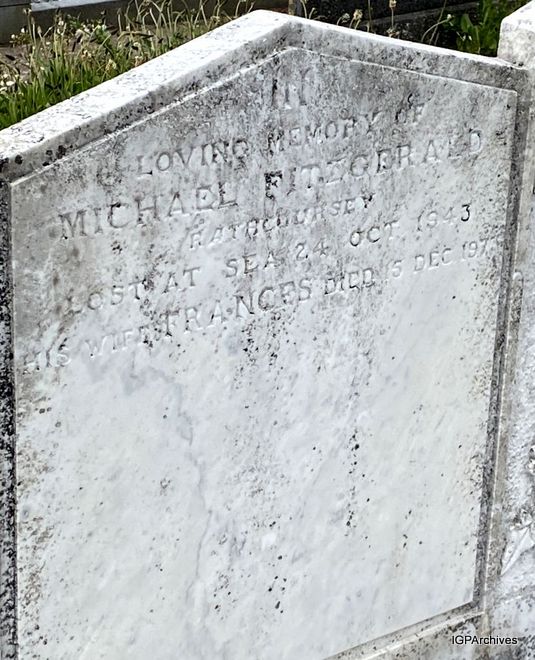 IN
LOVING MEMORY OF
MICHAEL FITZGERALD
RATHCOURSEY
LOST AT SEA 24 OCT. 1943
HIS WIFE FRANCES DIED 15 DEC. 197
IGPArchives